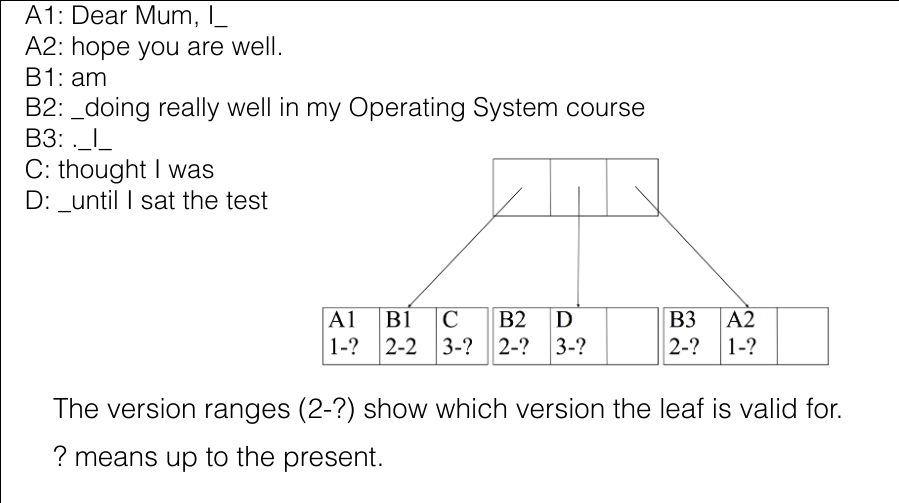 A1: Dear Mum, I_
A2: hope you are well.
B1: am
B2: _doing really well in my Operating System course
B3: ._I_
C: thought I was
D: _until I sat the test
A1 B1 C B2 D B3 A2
1-? 2-2 3-? 2-? 3-? 2-? 1-?
The version ranges (2-?) show which version the leaf is valid for.
? means up to the present.